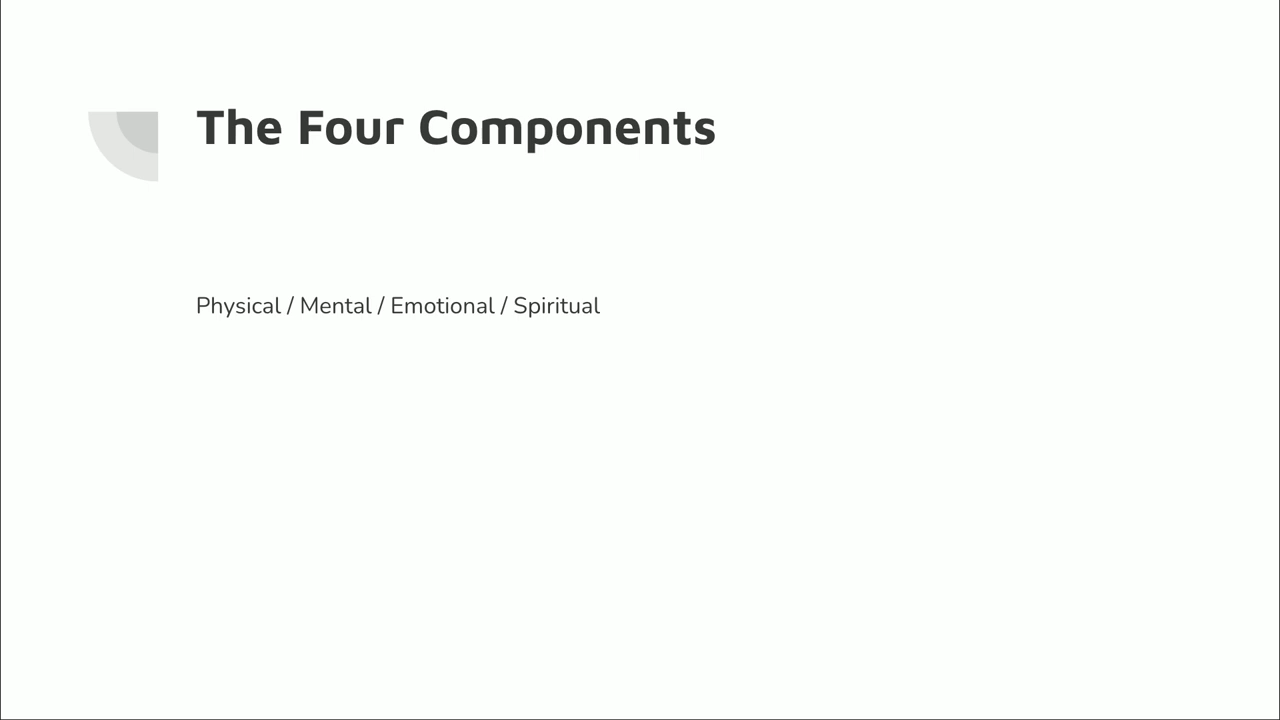 The Four Components
Physical / Mental / Emotional / Spiritual